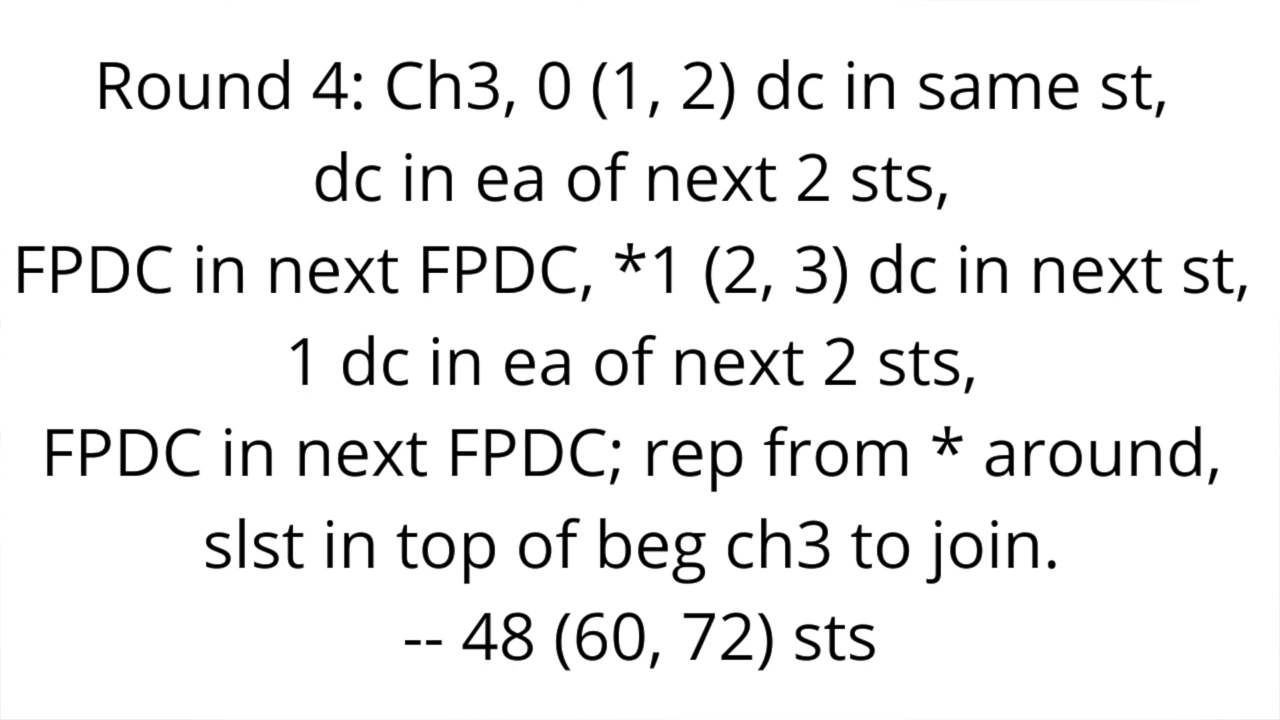 Round 4: Ch3, 0 (1, 2) dc in same st,
dc in ea of next 2 sts,
FPDC in next FPDC, *1 (2, 3) dc in next st,
1 dc in ea of next 2 sts,
FPDC in next FPDC; rep from * around,
slst in top of beg ch3 to join.
-- 48 (60, 72) sts